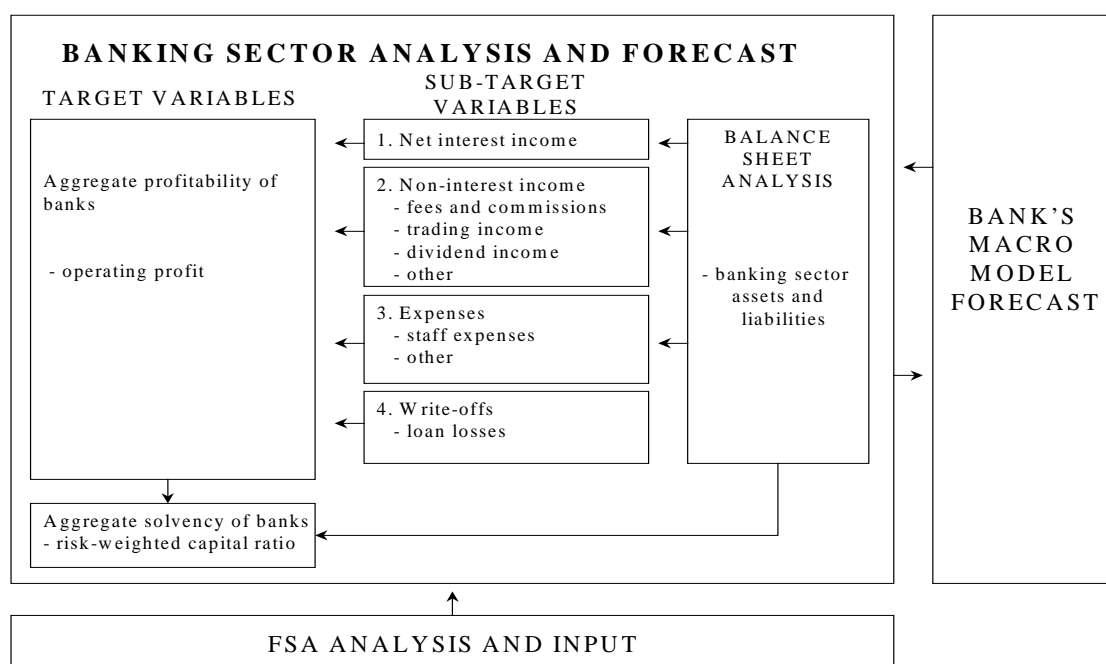 BANKING SECTOR ANALYSIS AND FORECAST
TARGET VARIABLES
SUB-TARGET
VARIABLES
Aggregate profitability of
banks
- operating profit
1. Net interest income
2. Non-interest income
- fees and commissions
- trading income
- dividend income
- other
3. Expenses
- staff expenses
- other
4. Write-offs
- loan losses
BALANCE
SHEET
ANALYSIS
- banking sector
assets and
liabilities
Aggregate solvency of banks
- risk-weighted capital ratio
BANK'S
MACRO
MODEL
FORECAST
FSA ANALYSIS AND INPUT